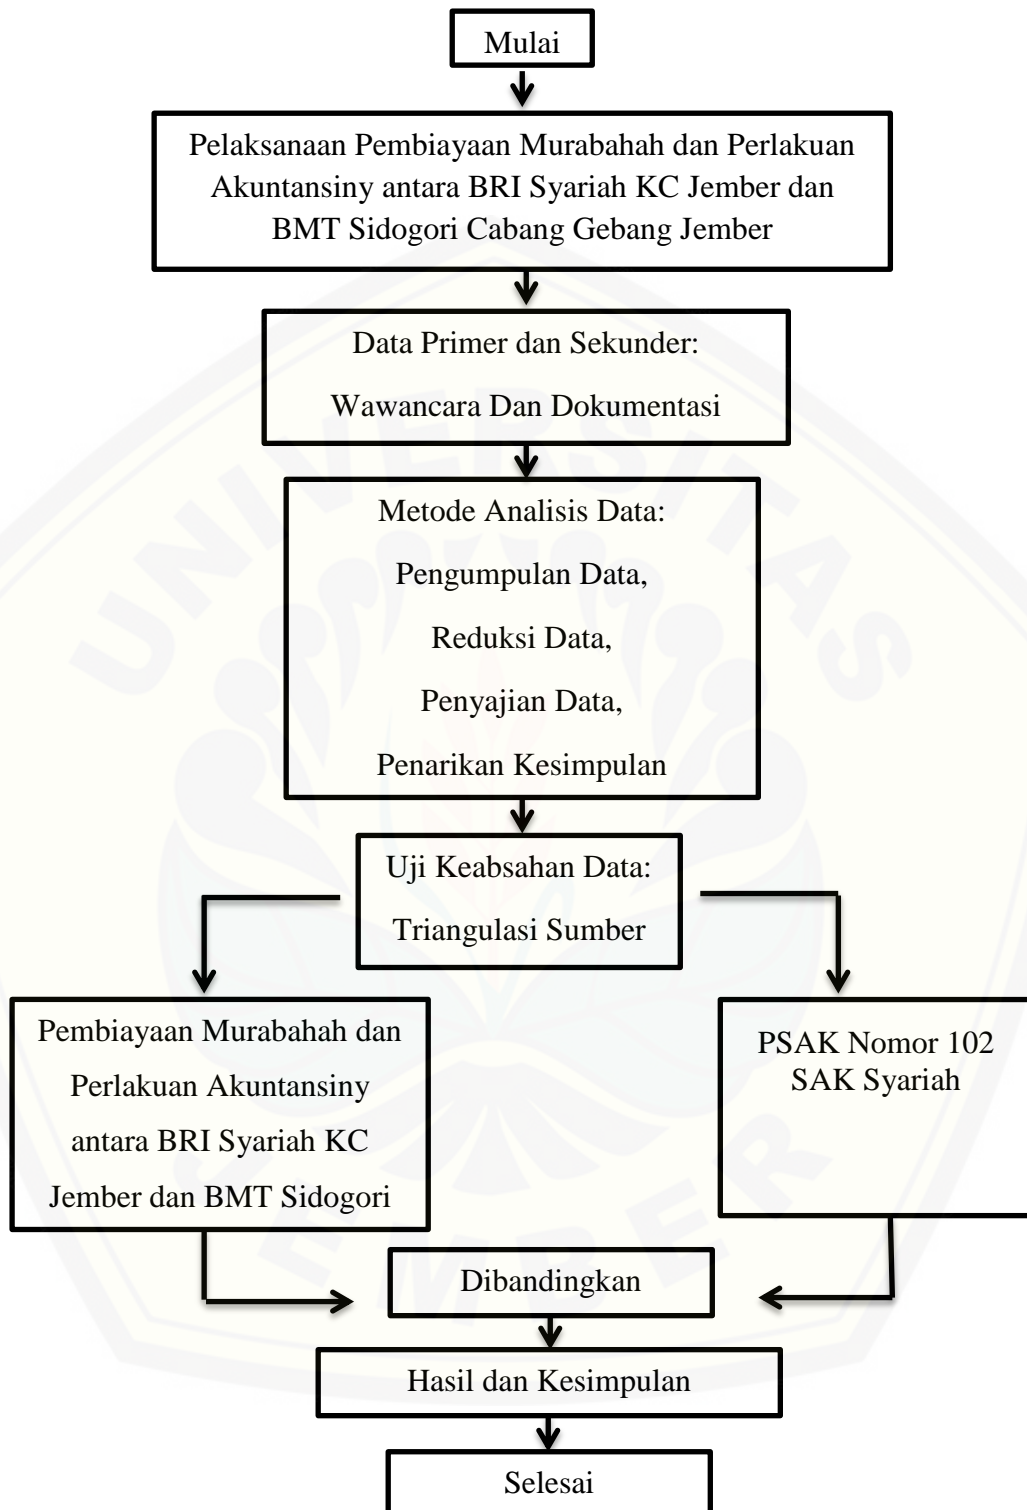 Mulai
Pelaksanaan Pembiayaan Murabahah dan Perlakuan
Akuntansiny antara BRI Syariah KC Jember dan
BMT Sidogori Cabang Gebang Jember
Data Primer dan Sekunder:
Wawancara Dan Dokumentasi
Metode Analisis Data:
Pengumpulan Data,
Reduksi Data,
Penyajian Data,
Penarikan Kesimpulan
Uji Keabsahan Data:
Triangulasi Sumber
Pembiayaan Murabahah dan
Perlakuan Akuntansiny
antara BRI Syariah KC
Jember dan BMT Sidogori
PSAK Nomor 102
SAK Syariah
Dibandingkan
Hasil dan Kesimpulan
Selesai
UNIVERSITAS
JEMBER